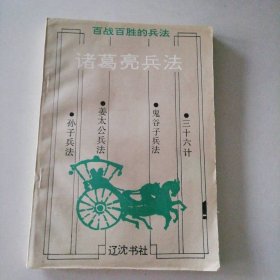 百战百胜的兵法
诸葛亮兵法
●三十六计
●鬼谷子兵法
●姜太公兵法
●孙子兵法
辽沈书社